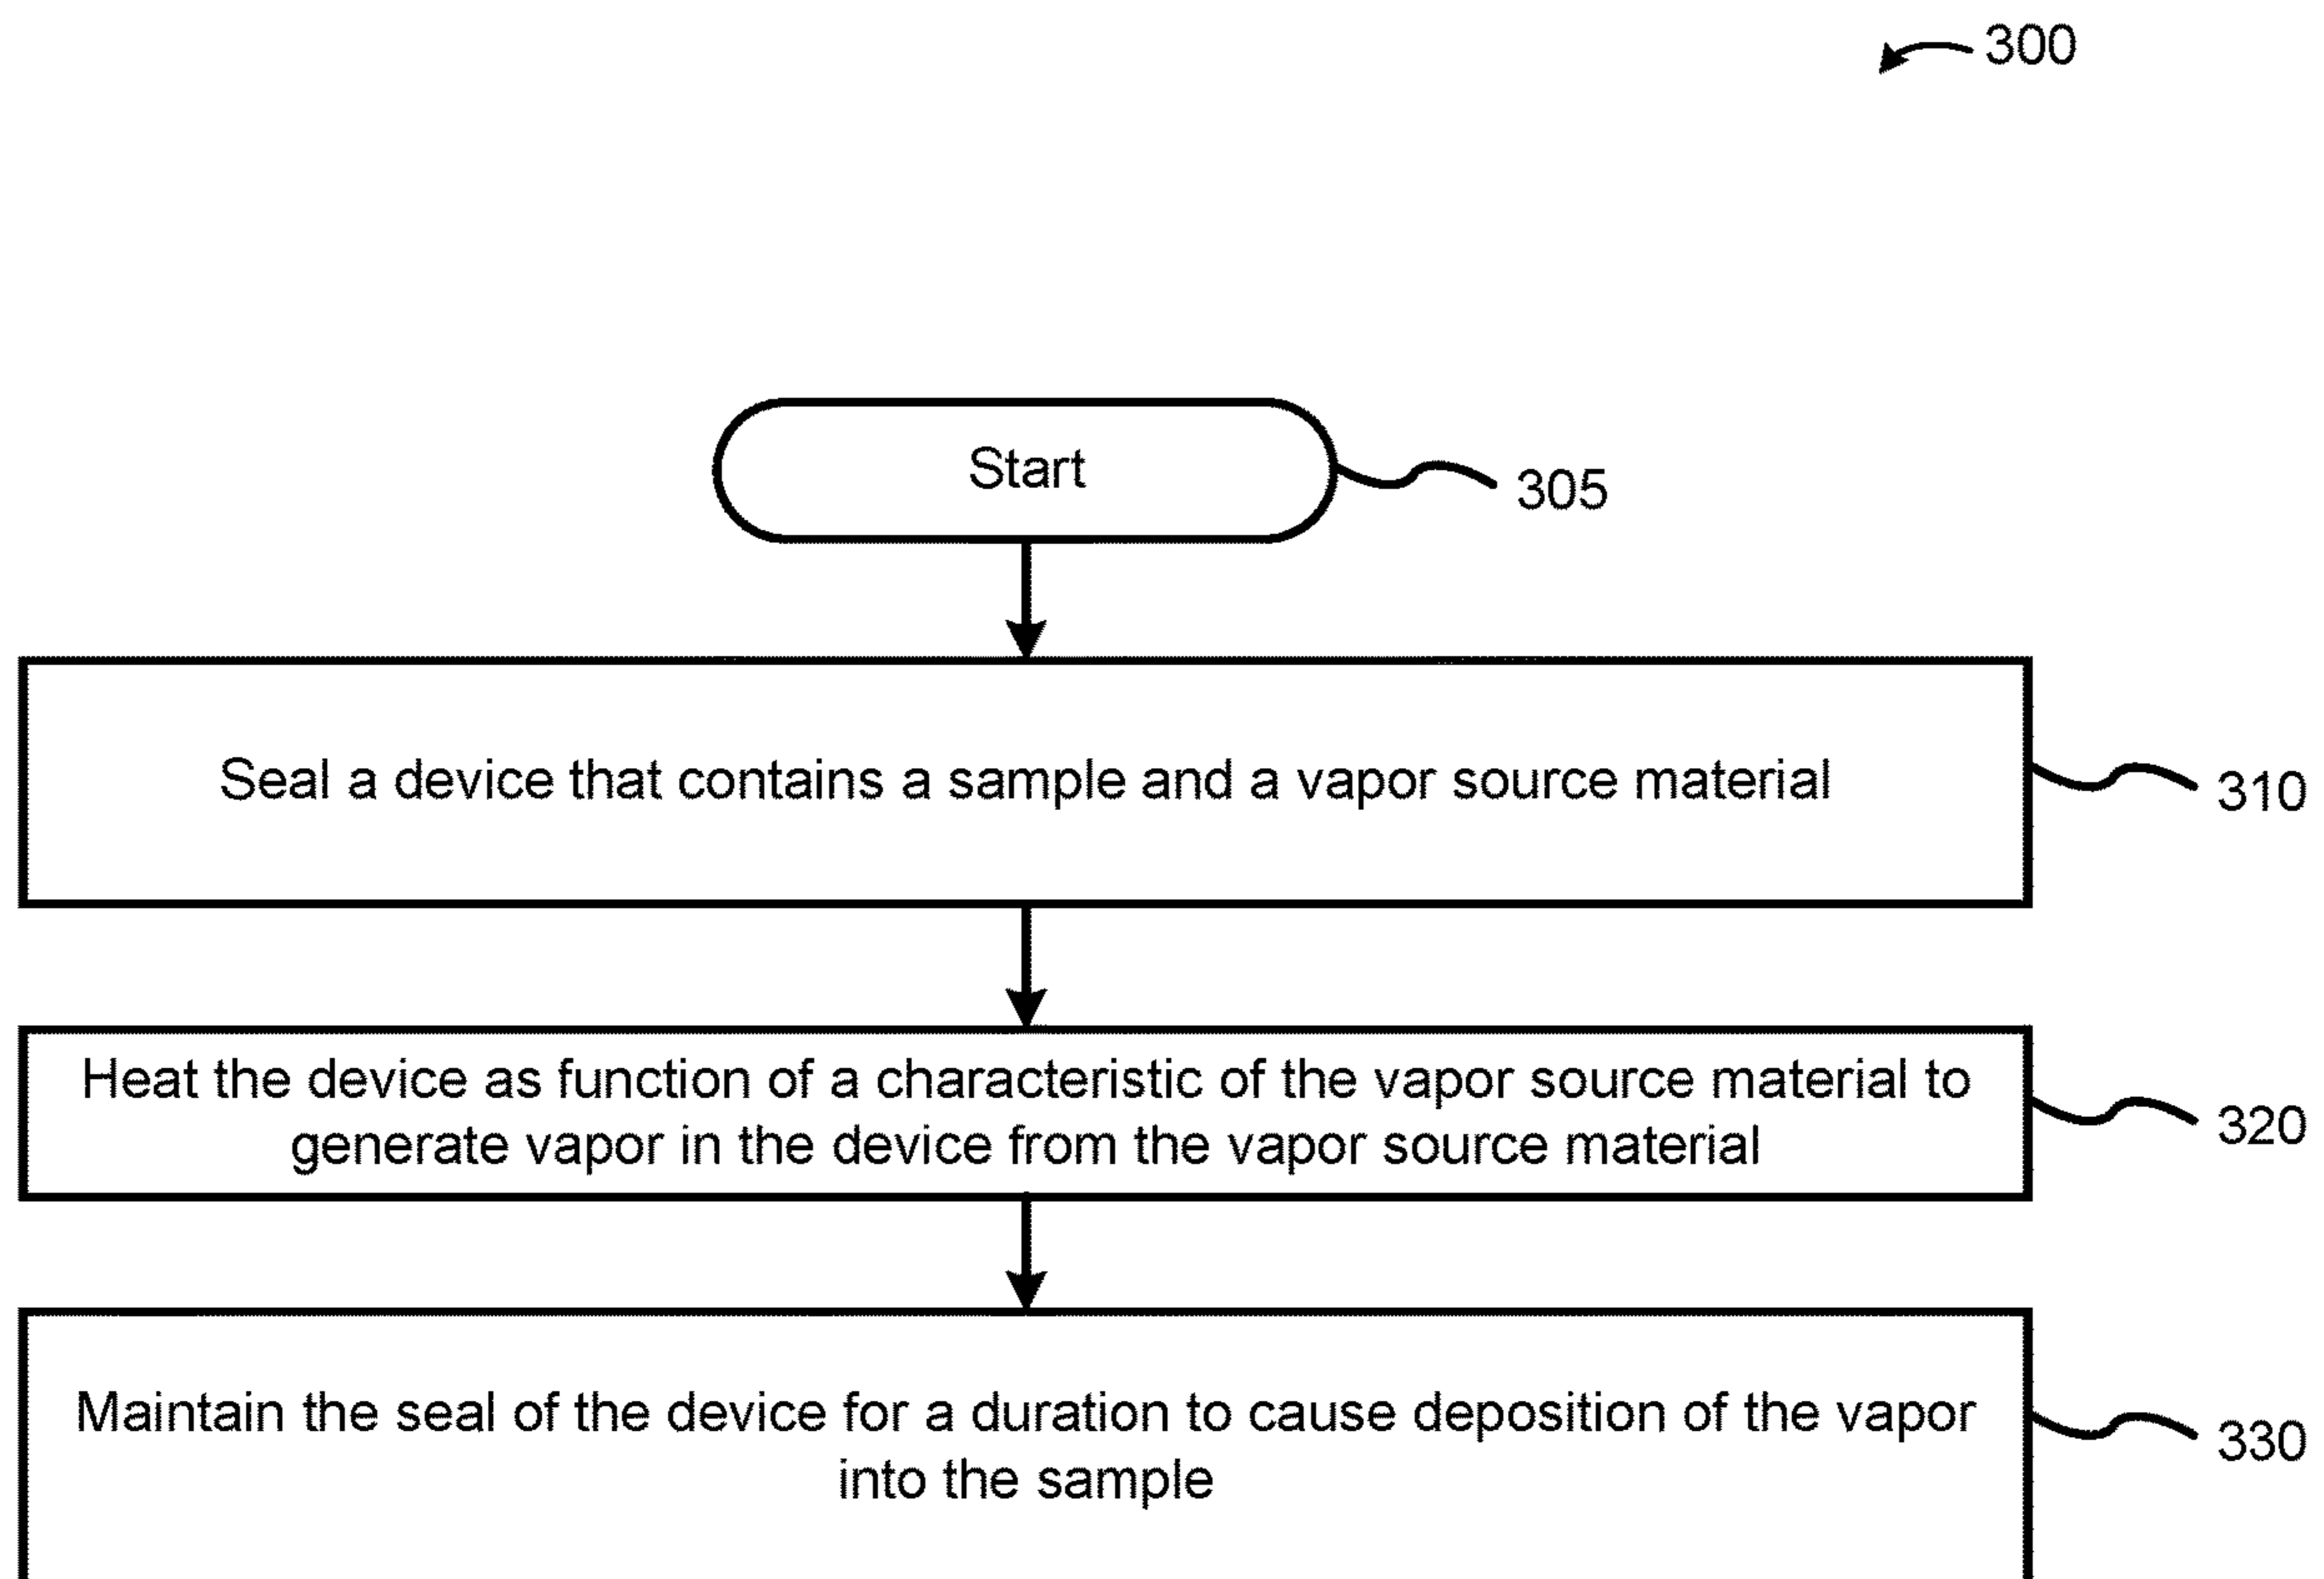 300
Start
305
Seal a device that contains a sample and a vapor source material
310
Heat the device as function of a characteristic of the vapor source material to
generate vapor in the device from the vapor source material
320
Maintain the seal of the device for a duration to cause deposition of the vapor
into the sample
330